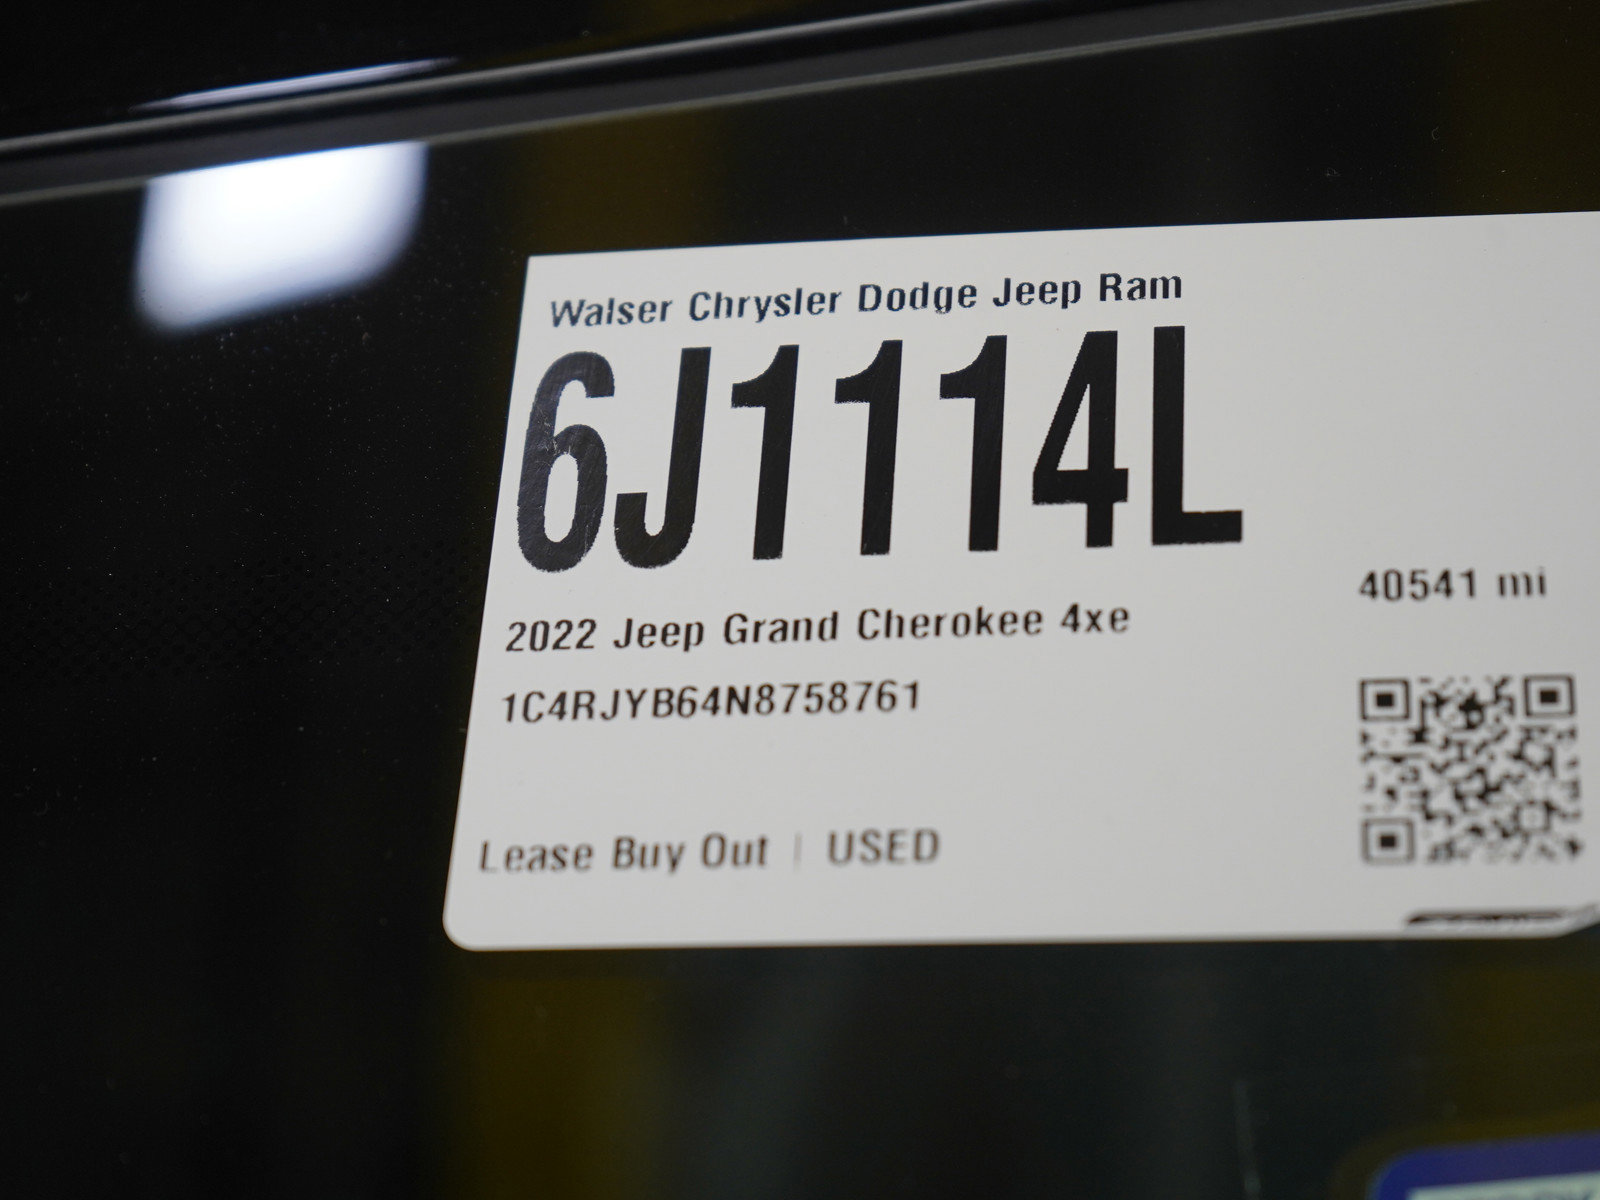 Walser Chrysler Dodge Jeep Ram
6J1114L
40541 mi
2022 Jeep Grand Cherokee 4xe
1C4RJYB64N8758761
Lease Buy Out | USED